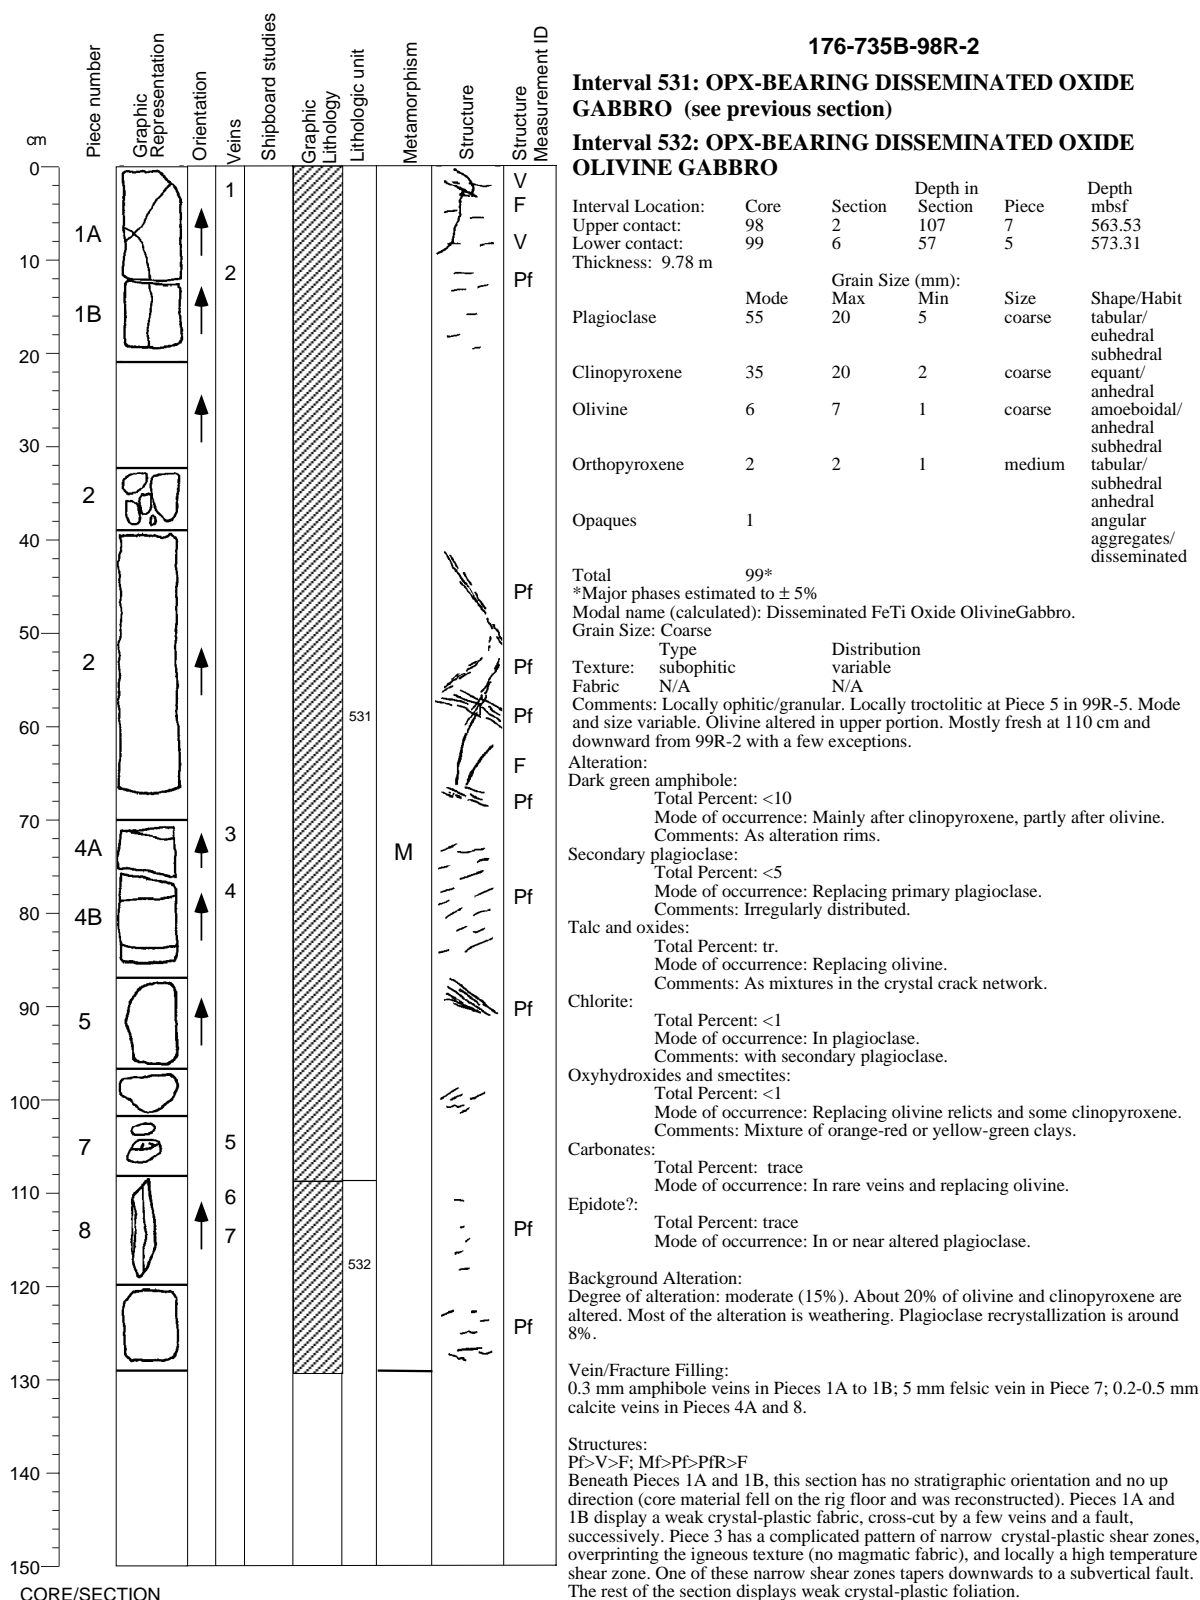 176-735B-98R-2
Interval 531: OPX-BEARING DISSEMINATED OXIDE
GABBRO (see previous section)
Interval 532: OPX-BEARING DISSEMINATED OXIDE
OLIVINE GABBRO
Depth in Depth
Interval Location: Core Section Section Piece mbsf
Upper contact: 98 2 107 7 563.53
Lower contact: 99 6 57 5 573.31
Thickness: 9.78 m
Grain Size (mm):
Mode Max Min Size Shape/Habit
Plagioclase 55 20 5 coarse tabular/
euhedral
subhedral
Clinopyroxene 35 20 2 coarse equant/
anhedral
Olivine 6 7 1 coarse amoeboidal/
anhedral
subhedral
Orthopyroxene 2 2 1 medium tabular/
subhedral
anhedral
Opaques 1 angular
aggregates/
disseminated
Total 99*
*Major phases estimated to ± 5%
Modal name (calculated): Disseminated FeTi Oxide OlivineGabbro.
Grain Size: Coarse
Type Distribution
Texture: subophitic variable
Fabric N/A N/A
Comments: Locally ophitic/granular. Locally troctolitic at Piece 5 in 99R-5. Mode
and size variable. Olivine altered in upper portion. Mostly fresh at 110 cm and
downward from 99R-2 with a few exceptions.
Alteration:
Dark green amphibole:
Total Percent: <10
Mode of occurrence: Mainly after clinopyroxene, partly after olivine.
Comments: As alteration rims.
Secondary plagioclase:
Total Percent: <5
Mode of occurrence: Replacing primary plagioclase.
Comments: Irregularly distributed.
Talc and oxides:
Total Percent: tr.
Mode of occurrence: Replacing olivine.
Comments: As mixtures in the crystal crack network.
Chlorite:
Total Percent: <1
Mode of occurrence: In plagioclase.
Comments: with secondary plagioclase.
Oxyhydroxides and smectites:
Total Percent: <1
Mode of occurrence: Replacing olivine relicts and some clinopyroxene.
Comments: Mixture of orange-red or yellow-green clays.
Carbonates:
Total Percent: trace
Mode of occurrence: In rare veins and replacing olivine.
Epidote?:
Total Percent: trace
Mode of occurrence: In or near altered plagioclase.
Background Alteration:
Degree of alteration: moderate (15%). About 20% of olivine and clinopyroxene are
altered. Most of the alteration is weathering. Plagioclase recrystallization is around
8%.
Vein/Fracture Filling:
0.3 mm amphibole veins in Pieces 1A to 1B; 5 mm felsic vein in Piece 7; 0.2-0.5 mm
calcite veins in Pieces 4A and 8.
Structures:
Pf>V>F; Mf>Pf>PfR>F
Beneath Pieces 1A and 1B, this section has no stratigraphic orientation and no up
direction (core material fell on the rig floor and was reconstructed). Pieces 1A and
1B display a weak crystal-plastic fabric, cross-cut by a few veins and a fault,
successively. Piece 3 has a complicated pattern of narrow crystal-plastic shear zones,
overprinting the igneous texture (no magmatic fabric), and locally a high temperature
shear zone. One of these narrow shear zones tapers downwards to a subvertical fault.
The rest of the section displays weak crystal-plastic foliation.
cm
Piece number
Graphic
Representation
Orientation
Veins
Shipboard studies
Graphic
Lithology
Lithologic unit
Metamorphism
Structure
Structure
Measurement ID
0
10
20
30
40
50
60
70
80
90
100
110
120
130
140
150
1A
1B
2
2
4A
4B
5
7
8
1
2
3
4
5
6
7
531
532
M
V
F
V
Pf
Pf
Pf
Pf
F
Pf
Pf
Pf
Pf
Pf
CORE/SECTION